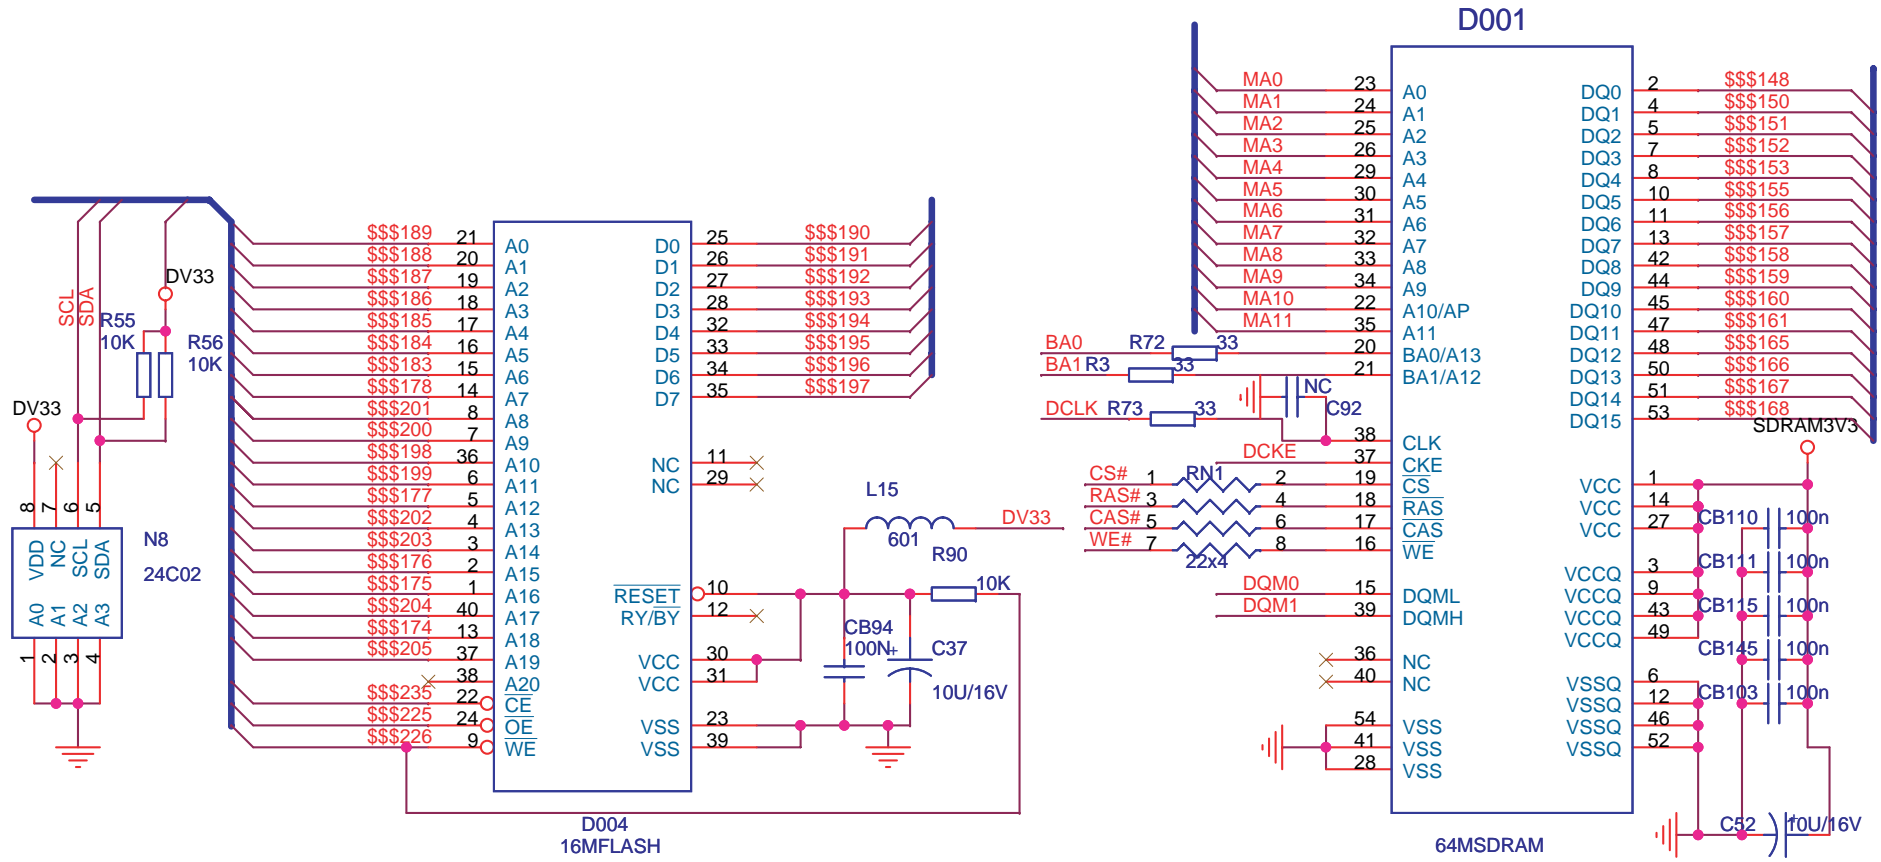 D001
MA0 23 A0 DQ0 2 $$$148
MA1 24 A1 DQ1 4 $$$150
MA2 25 A2 DQ2 5 $$$151
MA3 26 A3 DQ3 7 $$$152
MA4 29 A4 DQ4 8 $$$153
MA5 30 A5 DQ5 10 $$$155
MA6 31 A6 DQ6 11 $$$156
MA7 32 A7 DQ7 13 $$$157
MA8 33 A8 DQ8 42 $$$158
MA9 34 A9 DQ9 44 $$$159
MA10 22 A10/AP DQ10 45 $$$160
MA11 35 A11 DQ11 47 $$$161
BA0 R72 33 20 BA0/A13 DQ12 48 $$$165
BA1 R3 33 21 BA1/A12 DQ13 50 $$$166
NC DQ14 51 $$$167
C92
DCLK R73 33 DQ15 53 $$$168
SDRAM3V3
38 CLK
DCKE 37 CKE
CS# 1 RN1 2 19 CS VCC 1
RAS# 3 4 18 RAS VCC 14
CAS# 5 6 17 CAS VCC 27
WE# 7 8 16 WE
22x4
CB110 100n
CB111 100n
CB115 100n
CB145 100n
CB103 100n
VCCQ 3
DQM0 15 DQML VCCQ 9
DQM1 39 DQMH VCCQ 43
VCCQ 49
36 NC
40 NC VSSQ 6
VSSQ 12
54 VSS VSSQ 46
41 VSS VSSQ 52
28 VSS
C52 10U/16V
+
64MSDRAM
$$$189 21 A0 D0 25 $$$190
$$$188 20 A1 D1 26 $$$191
$$$187 19 A2 D2 27 $$$192
$$$186 18 A3 D3 28 $$$193
$$$185 17 A4 D4 32 $$$194
$$$184 16 A5 D5 33 $$$195
$$$183 15 A6 D6 34 $$$196
$$$178 14 A7 D7 35 $$$197
$$$201 8 A8
$$$200 7 A9
$$$198 36 A10 NC 11
$$$199 6 A11 NC 29
$$$177 5 A12
$$$202 4 A13
$$$203 3 A14
$$$176 2 A15
$$$175 1 A16 RESET 10
$$$204 40 A17 RY/BY 12
$$$174 13 A18
$$$205 37 A19 VCC 30
38 A20 VCC 31
$$$235 22 CE
$$$225 24 OE VSS 23
$$$226 9 WE VSS 39
L15
601
DV33
R90
10K
CB94
100N
+
C37
10U/16V
D004
16MFLASH
SCL
SDA
DV33
R55
10K
R56
10K
DV33
8 7 6 5
VDD NC SCL SDA
A0 A1 A2 A3
1 2 3 4
N8
24C02